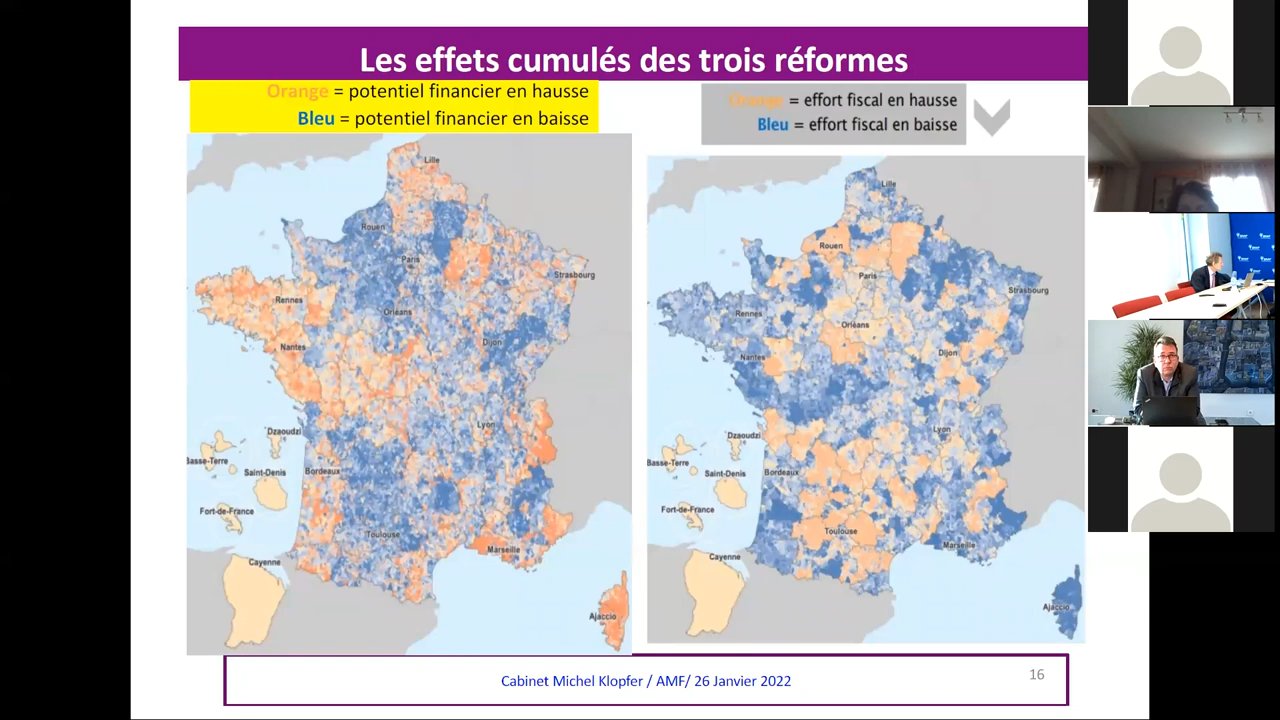 Les effets cumulés des trois réformes
Orange = potentiel financier en hausse
Bleu = potentiel financier en baisse
Orange = effort fiscal en hausse
Bleu = effort fiscal en baisse
Lille
Rouen
Paris
Strasbourg
Rennes
Orléans
Nantes
Dijon
Lyon
Dzaoudzi
Basse-Terre
Saint-Denis
Bordeaux
Fort-de-France
Toulouse
Marseille
Cayenne
Ajaccio
Lille
Rouen
Paris
Strasbourg
Rennes
Orléans
Nantes
Dijon
Lyon
Dzaoudzi
Basse-Terre
Saint-Denis
Bordeaux
Fort-de-France
Toulouse
Marseille
Cayenne
Ajaccio
Cabinet Michel Klopfer / AMF/ 26 Janvier 2022
16